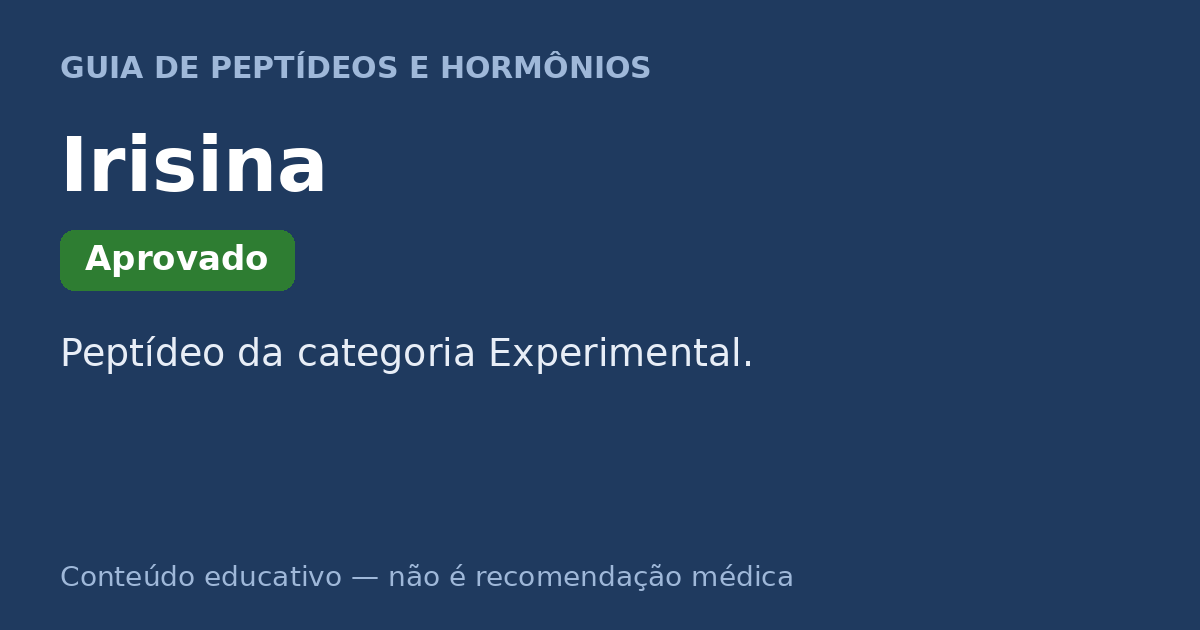 GUIA DE PEPTÍDEOS E HORMÔNIOS
Irisina
Aprovado
Peptídeo da categoria Experimental.
Conteúdo educativo — não é recomendação médica